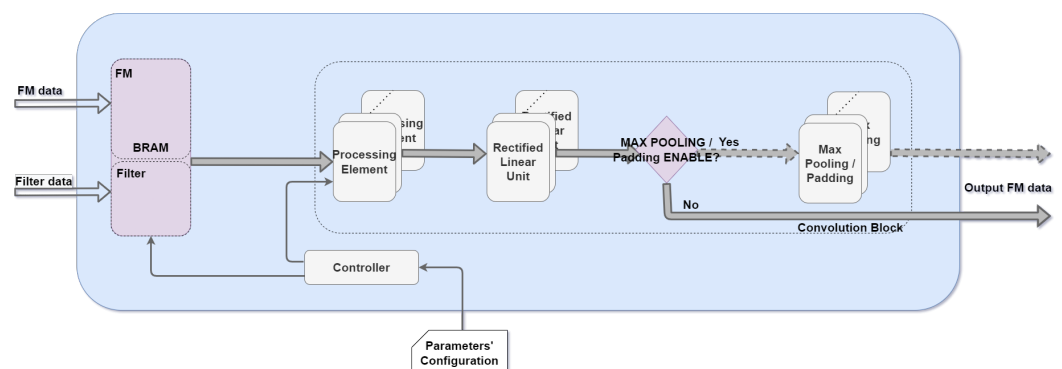 FM
FM data
BRAM
Filter
Filter data
Processing
Element
Rectified
Linear
Unit
MAX POOLING /
Padding ENABLE?
Yes
No
Max
Pooling /
Padding
Output FM data
Convolution Block
Controller
Parameters'
Configuration